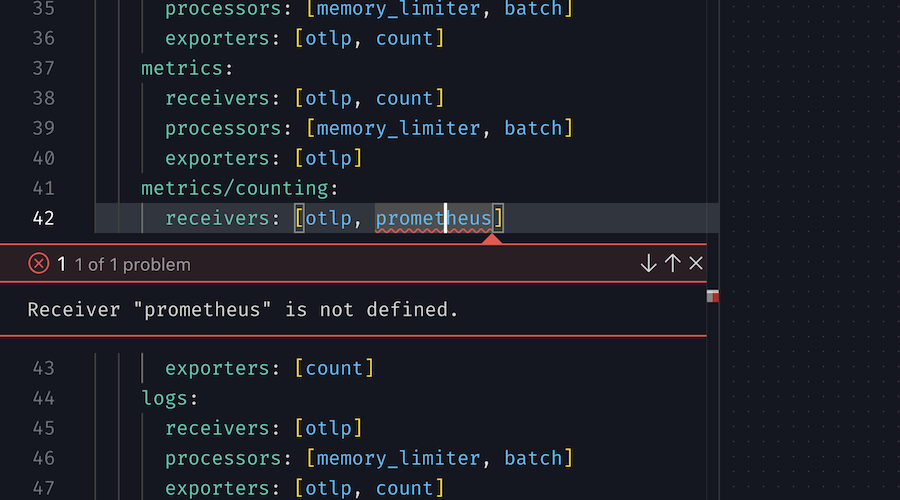 35 processors: [memory_limiter, batch]
36 exporters: [otlp, count]
37 metrics:
38 receivers: [otlp, count]
39 processors: [memory_limiter, batch]
40 exporters: [otlp]
41 metrics/counting:
42 receivers: [otlp, prometheus]
1 1 of 1 problem
Receiver "prometheus" is not defined.
43 exporters: [count]
44 logs:
45 receivers: [otlp]
46 processors: [memory_limiter, batch]
47 exporters: [otlp, count]